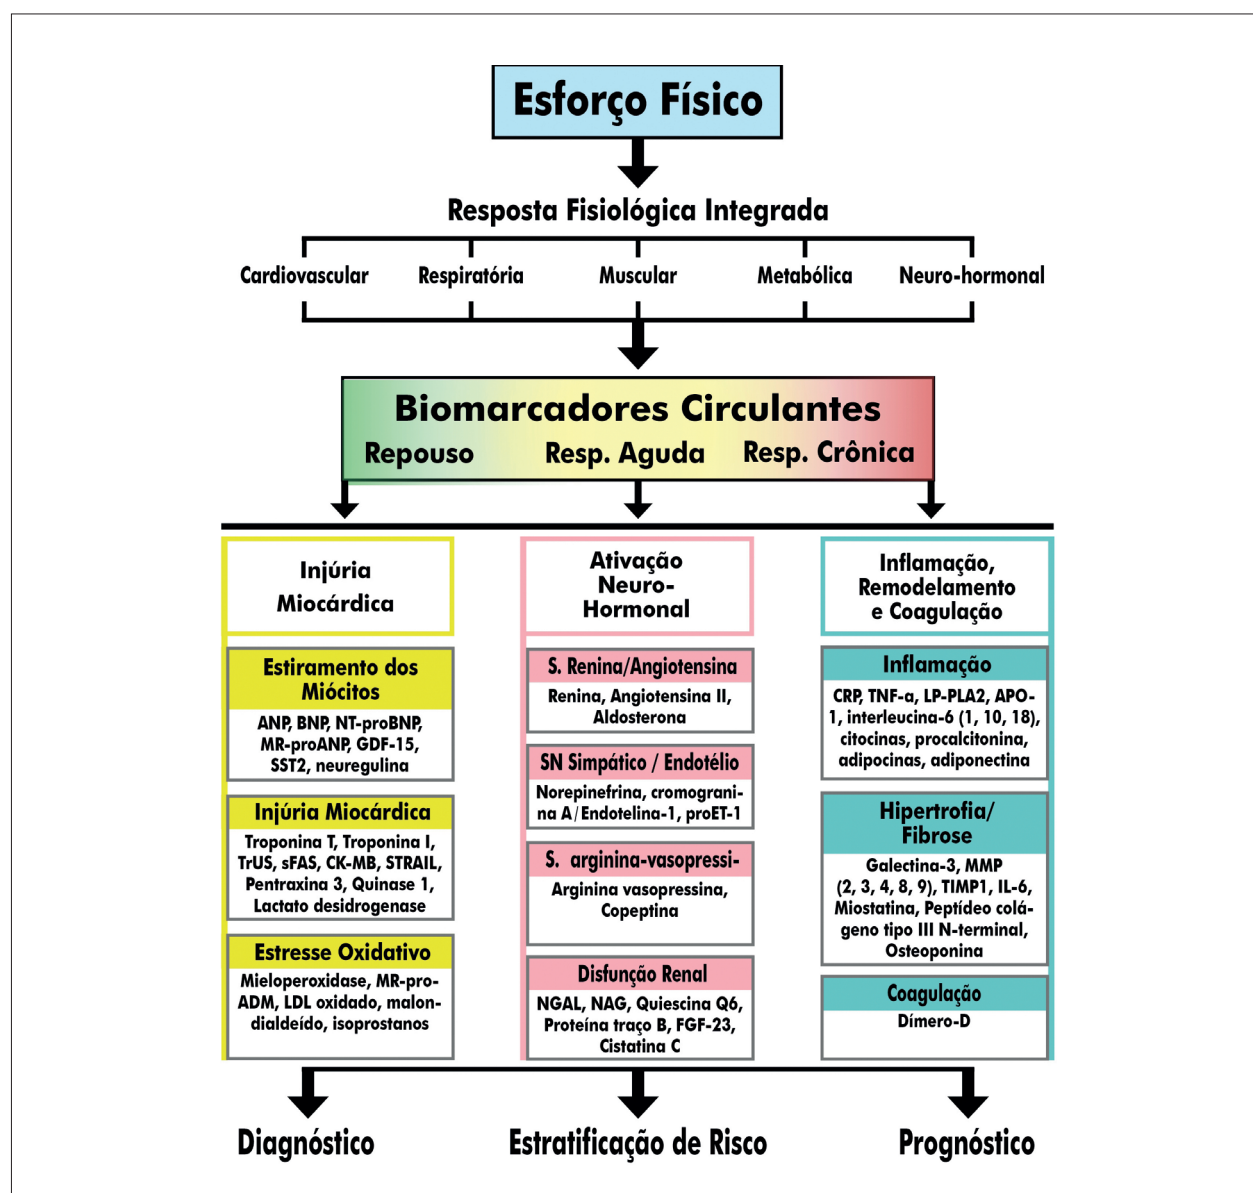 Esforço Físico
Resposta Fisiológica Integrada
Cardiovascular
Respiratória
Muscular
Metabólica
Neuro-hormonal
Biomarcadores Circulantes
Repouso
Resp. Aguda
Resp. Crônica
Injúria
Miocárdica
Estiramento dos
Miócitos
ANP, BNP, NT-proBNP,
MR-proANP, GDF-15,
SST2, neuregulina
Injúria Miocárdica
Troponina T, Troponina I,
TrUS, sFAS, CK-MB, STRAIL,
Pentraxina 3, Quinase 1,
Lactato desidrogenase
Estresse Oxidativo
Mieloperoxidase, MR-pro-
ADM, LDL oxidado, malon-
dialdeído, isoprostanos
Ativação
Neuro-
Hormonal
S. Renina/Angiotensina
Renina, Angiotensina II,
Aldosterona
SN Simpático / Endotélio
Norepinefrina, cromograni-
na A/Endotelina-1, proET-1
S. arginina-vasopressi-
Arginina vasopressina,
Copeptina
Disfunção Renal
NGAL, NAG, Quiescina Q6,
Proteína traço B, FGF-23,
Cistatina C
Inflamação,
Remodelamento
e Coagulação
Inflamação
CRP, TNF-a, LP-PLA2, APO-
1, interleucina-6 (1, 10, 18),
citocinas, procalcitonina,
adipocinas, adiponectina
Hipertrofia/
Fibrose
Galectina-3, MMP
(2, 3, 4, 8, 9), TIMP1, IL-6,
Miostatina, Peptídeo colá-
geno tipo III N-terminal,
Osteoponina
Coagulação
Dímero-D
Diagnóstico
Estratificação de Risco
Prognóstico